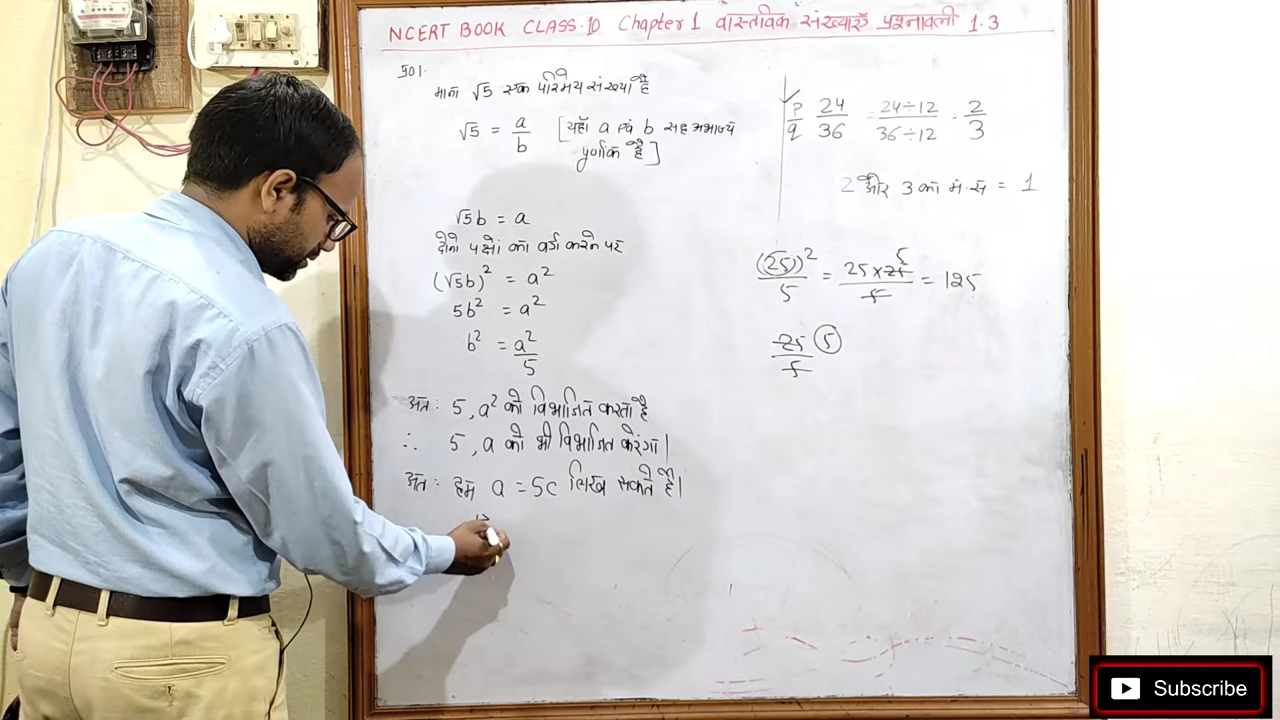 NCERT BOOK CLASS-10 Chapter 1 वास्तविक संख्याएँ प्रश्नावली 1.3
माना √5 एक परिमेय संख्या है
√5 = a/b [यहाँ a एवं b सह अभाज्य
पूर्णांक है]
√5b = a
दोनो पक्षों का वर्ग करने पर
(√5b)² = a²
5b² = a²
b² = a²/5
अत: 5, a² को विभाजित करता है
∴ 5, a को भी विभाजित करेगा।
अत: हम a = 5c लिख सकते है।
p/q 24/36 = 24÷12/36÷12 = 2/3
2 और 3 का म.स = 1
(25)²/5 = 25×25/5 5 = 125
25/5 5
Subscribe